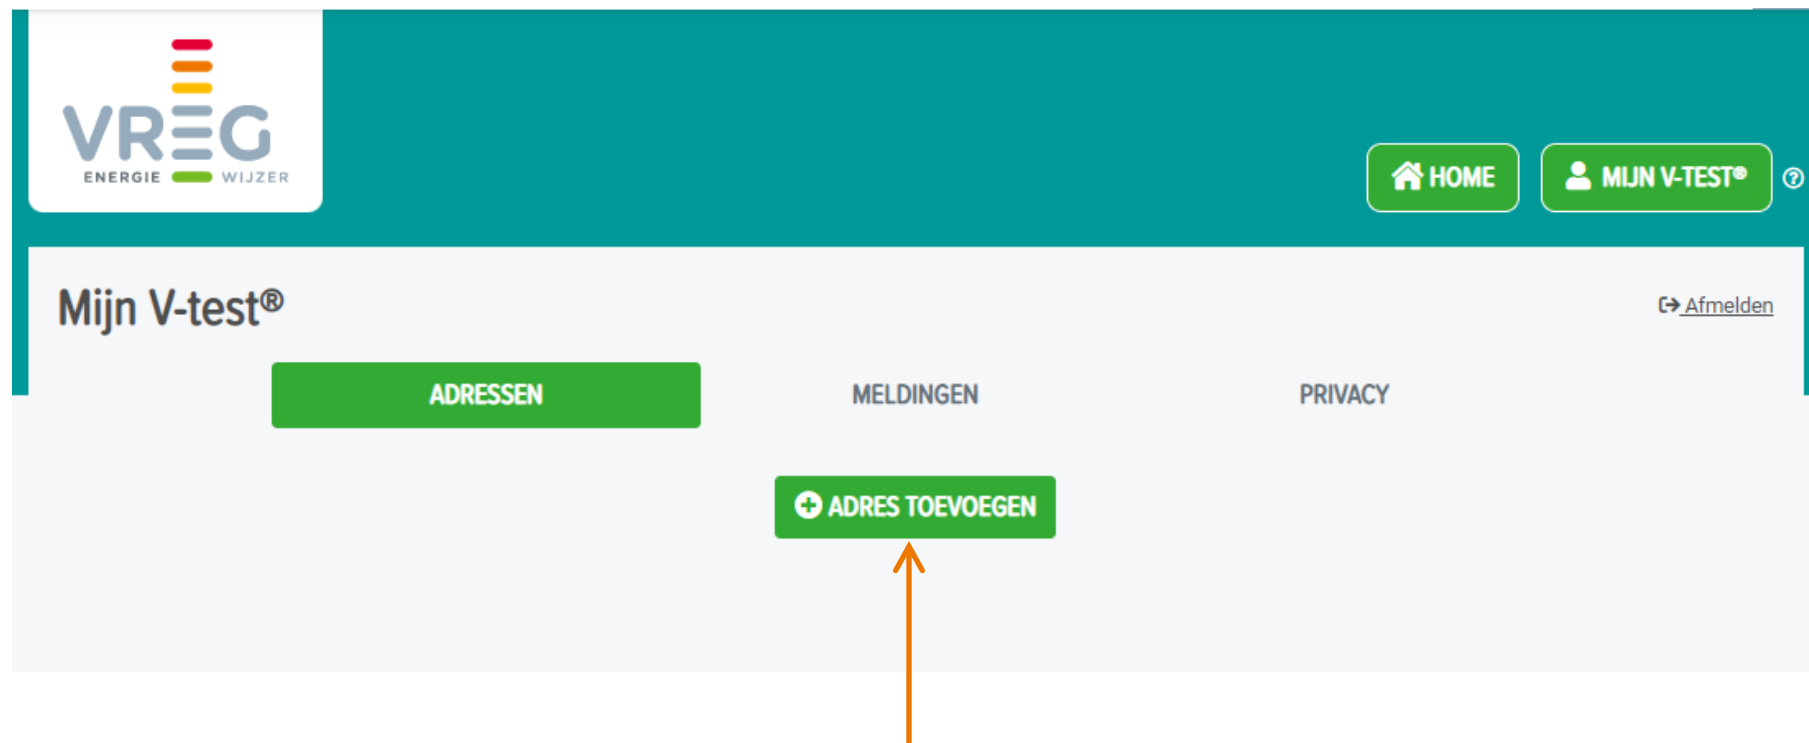 VREG
ENERGIE WIJZER
HOME
MIJN V-TEST®
Mijn V-test®
Afmelden
ADRESSEN
MELDINGEN
PRIVACY
ADRES TOEVOEGEN